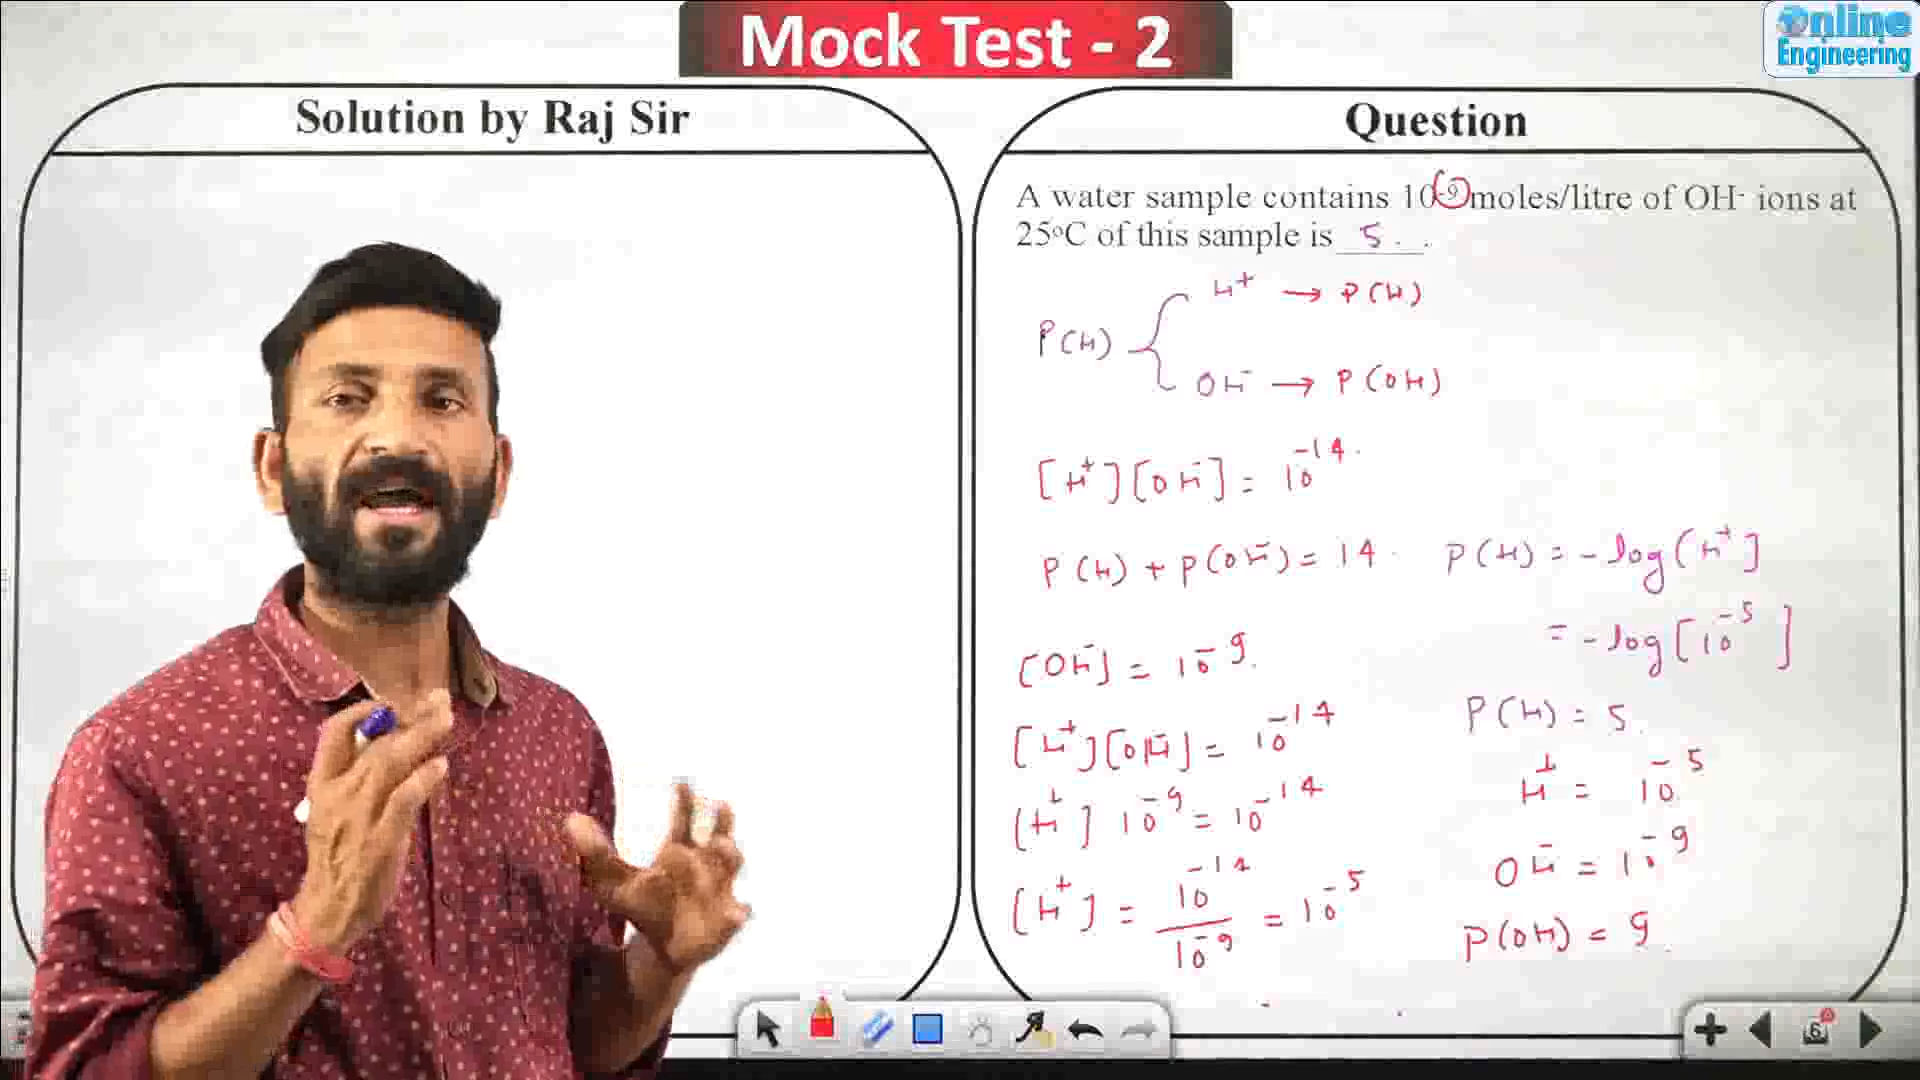 Mock Test - 2
Online
Engineering
Solution by Raj Sir
Question
A water sample contains 10-9 moles/litre of OH- ions at
25°C of this sample is 5.
P(H)
H+ → P(H)
OH- → P(OH)
[H+][OH-] = 10-14.
P(H) + P(OH-) = 14.
[OH-] = 10-9.
[H+][OH-] = 10-14
[H+] 10-9 = 10-14
[H+] = 10-14 / 10-9 = 10-5
P(H) = -log(H+]
= -log[10-5]
P(H) = 5.
H+ = 10-5
OH- = 10-9
P(OH) = 9.
6